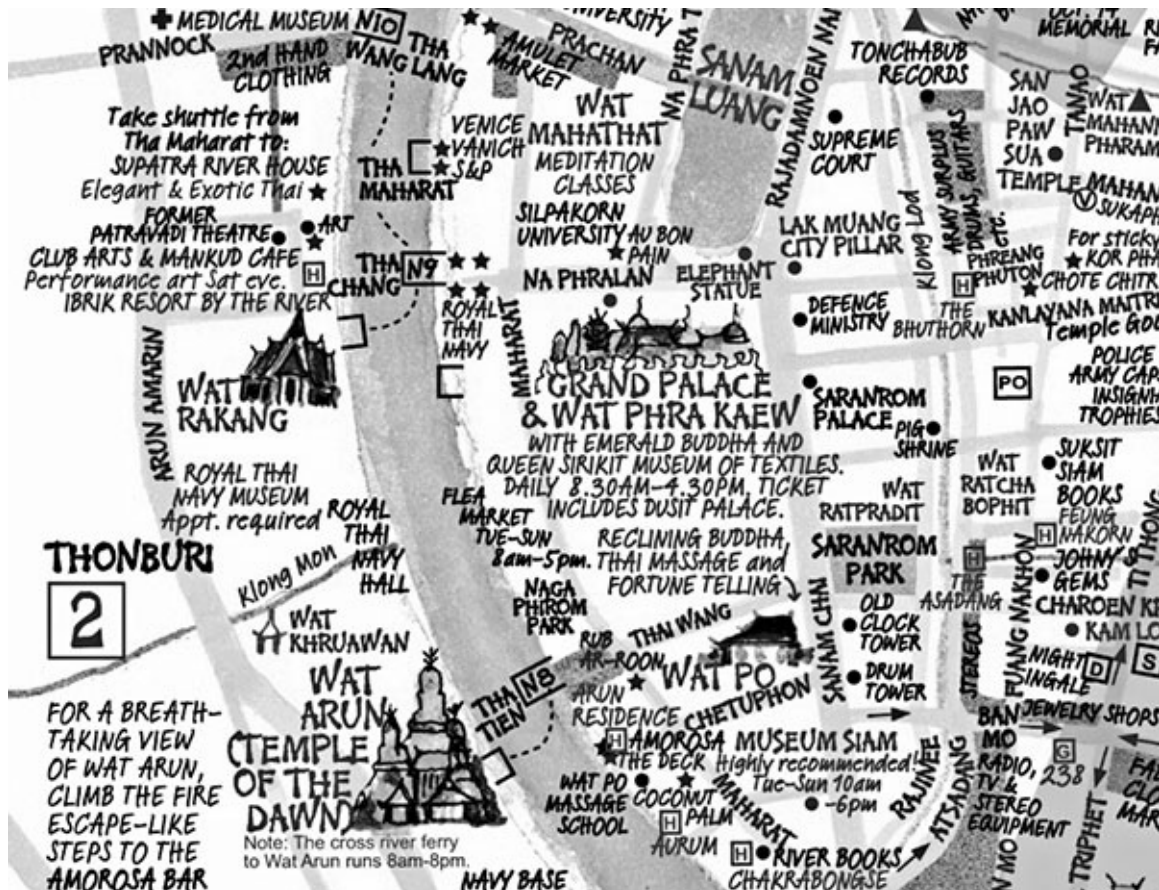 MEDICAL MUSEUM
N10
PRANNOCK
2nd HAND
CLOTHING
THA
WANG LANG
AMULET
MARKET
UNIVERSITY
PRACHAN
NA PHRA
SANAM
LUANG
RAJADAMNOEN NAI
TONCHABUB
RECORDS
MEMORIAL
SAN
JAO
PAW
SUA
TEMPLE
TANAO
WAT
Take shuttle from
Tha Maharat to:
SUPATRA RIVER HOUSE
Elegant & Exotic Thai
THA
MAHARAT
VENICE
VANICH
S&P
WAT
MAHATHAT
MEDITATION
CLASSES
SUPREME
COURT
ARMY SURPLUS
DRUMS, GUITARS
etc.
Klong Lod
FORMER
PATRAVADI THEATRE
ART
CLUB ARTS & MANKUD CAFE
Performance art Sat eve.
H
IBRIK RESORT BY THE RIVER
THA
CHANG
N9
SILPAKORN
UNIVERSITY
AU BON
PAIN
NA PHRALAN
ELEPHANT
STATUE
LAK MUANG
CITY PILLAR
PHREANG
PHUTON
H
THE
BHUTHORN
For sticky
KOR
CHOTE CHITR
KANLAYANA
ROYAL
THAI
NAVY
MAHARAT
DEFENCE
MINISTRY
WAT
RAKANG
ARUN AMARIN
GRAND PALACE
& WAT PHRA KAEW
WITH EMERALD BUDDHA AND
QUEEN SIRIKIT MUSEUM OF TEXTILES.
DAILY 8.30AM-4.30PM. TICKET
INCLUDES DUSIT PALACE.
SARANROM
PALACE
PIG
SHRINE
PO
POLICE
ARMY
TROPHIES
SUKSIT
SIAM
BOOKS
FEUNG
NAKORN
H
WAT
RATCHA
BOPHIT
ROYAL THAI
NAVY MUSEUM
Appt. required
ROYAL
THAI
NAVY
HALL
FLEA
MARKET
TUE-SUN
8am-5pm.
RECLINING BUDDHA,
THAI MASSAGE and
FORTUNE TELLING
WAT
RATPRADIT
SARANROM
PARK
H
THE
ASADANG
JOHNY'S
GEMS
CHAROEN
KAM
TI THONG
THONBURI
2
Klong Mon
WAT
KHRUAWAN
NAGA
PHIROM
PARK
RUB
AR-ROON
THAI WANG
WAT PO
CHETUPHON
SANAM CHAI
OLD
CLOCK
TOWER
DRUM
TOWER
STEREOS
FUANG NAKHON
NIGHT
INGALE
D
S
JEWELRY SHOPS
WAT
ARUN
(TEMPLE
OF THE
DAWN)
Note: The cross river ferry
to Wat Arun runs 8am-8pm.
THA
TIEN
N8
ARUN
RESIDENCE
H
AMOROSA
THE DECK
MUSEUM SIAM
Highly recommended!
Tue-Sun 10am
-6pm
WAT PO
MASSAGE
SCHOOL
COCONUT
PALM
H
AURUM
MAHARAT
RAJINEE
ATSADANG
BAN
MO
RADIO,
TV &
STEREO
EQUIPMENT
G
238
TRIPHET
H
RIVER BOOKS
CHAKRABONGSE
FOR A BREATH-
TAKING VIEW
OF WAT ARUN,
CLIMB THE FIRE
ESCAPE-LIKE
STEPS TO THE
AMOROSA BAR
NAVY BASE